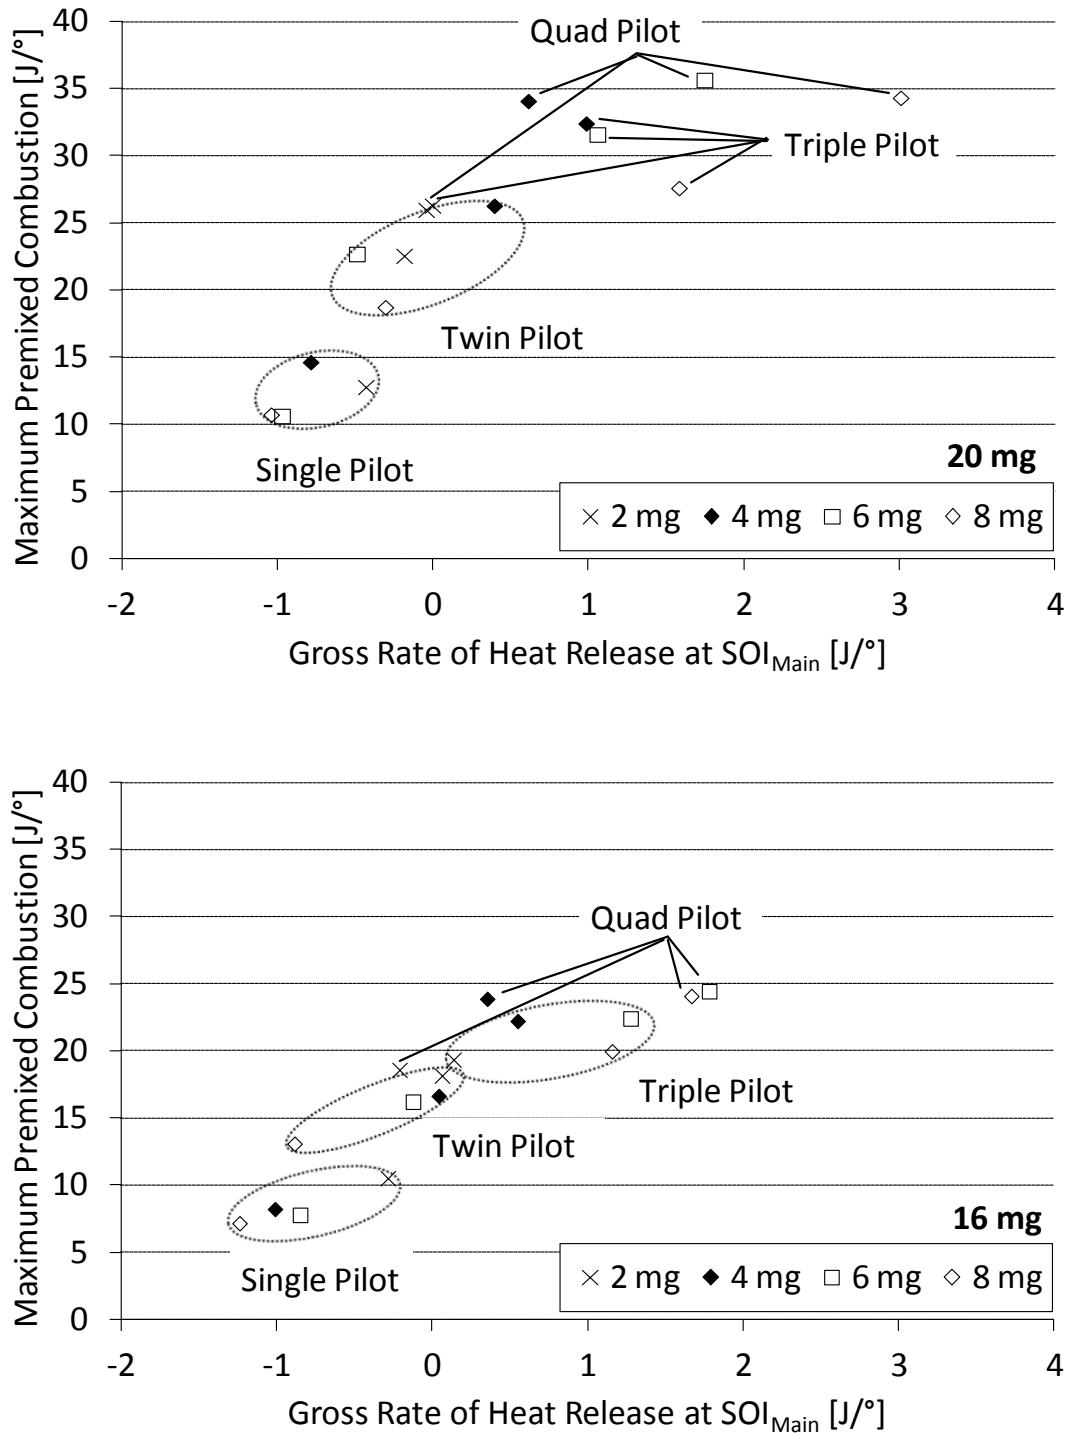 Maximum Premixed Combustion [J/°]
40
35
30
25
20
15
10
5
0
Quad Pilot
Triple Pilot
Twin Pilot
Single Pilot
20 mg
2 mg 4 mg 6 mg 8 mg
-2 -1 0 1 2 3 4
Gross Rate of Heat Release at SOI_Main [J/°]
Maximum Premixed Combustion [J/°]
40
35
30
25
20
15
10
5
0
Quad Pilot
Triple Pilot
Twin Pilot
Single Pilot
16 mg
2 mg 4 mg 6 mg 8 mg
-2 -1 0 1 2 3 4
Gross Rate of Heat Release at SOI_Main [J/°]